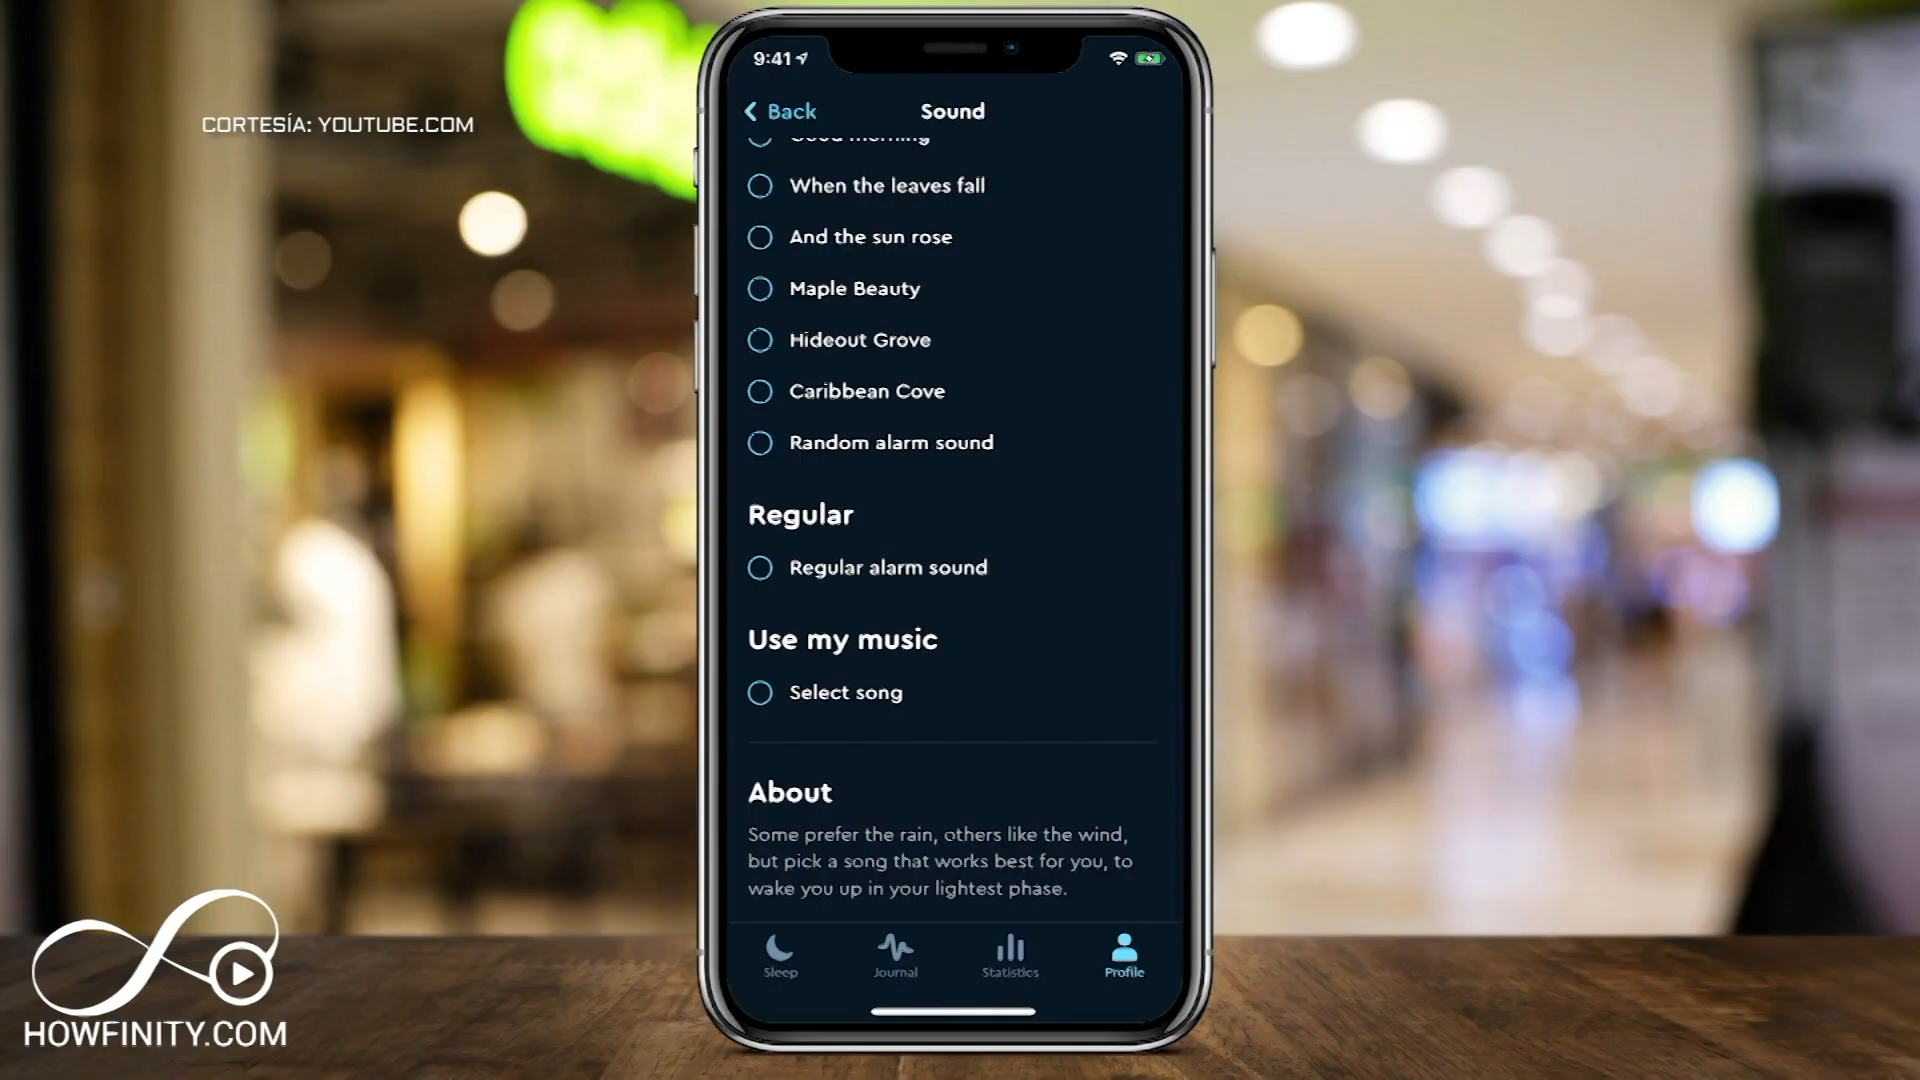 CORTESÍA: YOUTUBE.COM
9:41
Back
Sound
Good morning
When the leaves fall
And the sun rose
Maple Beauty
Hideout Grove
Caribbean Cove
Random alarm sound
Regular
Regular alarm sound
Use my music
Select song
About
Some prefer the rain, others like the wind,
but pick a song that works best for you, to
wake you up in your lightest phase.
Sleep
Journal
Statistics
Profile
HOWFINITY.COM